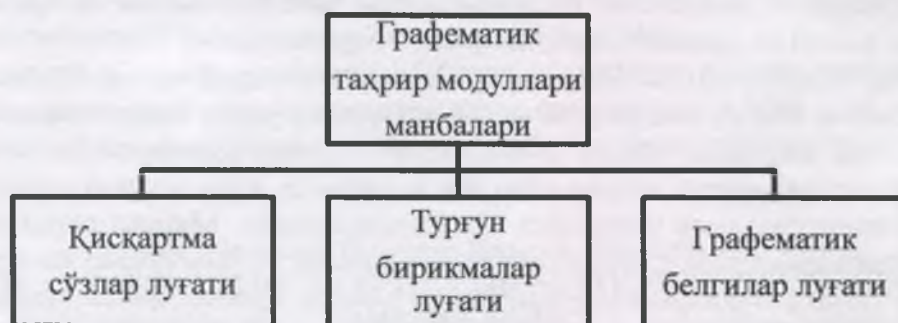 Графематик
таҳрир модуллари
манбалари
Қисқартма
сўзлар луғати
Турғун
бирикмалар
луғати
Графематик
белгилар луғати